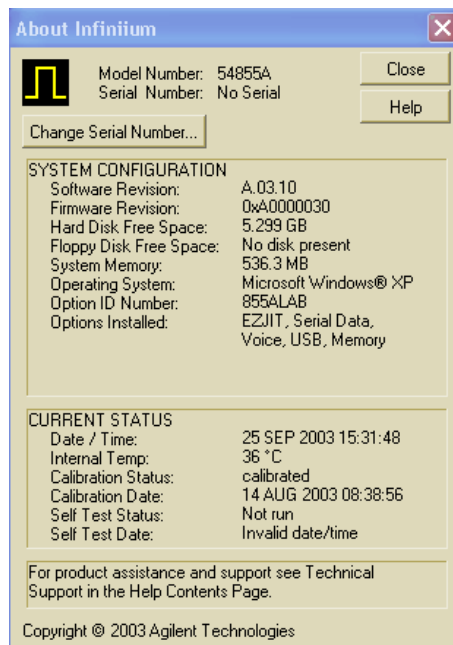 About Infiniium
Model Number: 54855A
Serial Number: No Serial
Close
Help
Change Serial Number...
SYSTEM CONFIGURATION
Software Revision: A.03.10
Firmware Revision: 0xA0000030
Hard Disk Free Space: 5.299 GB
Floppy Disk Free Space: No disk present
System Memory: 536.3 MB
Operating System: Microsoft Windows® XP
Option ID Number: 855ALAB
Options Installed: EZJIT, Serial Data,
Voice, USB, Memory
CURRENT STATUS
Date / Time: 25 SEP 2003 15:31:48
Internal Temp: 36 °C
Calibration Status: calibrated
Calibration Date: 14 AUG 2003 08:38:56
Self Test Status: Not run
Self Test Date: Invalid date/time
For product assistance and support see Technical
Support in the Help Contents Page.
Copyright © 2003 Agilent Technologies